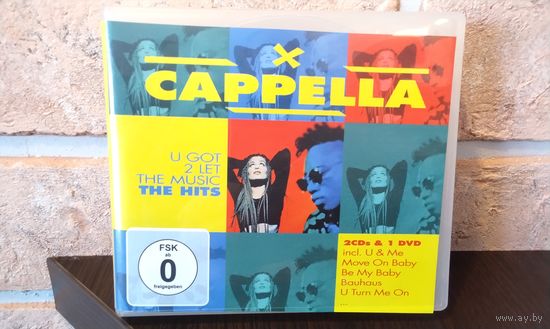 CAPPELLA
U GOT
2 LET
THE MUSIC
THE HITS
FSK
ab
0
freigegeben
2CDs & 1 DVD
incl. U & Me
Move On Baby
Be My Baby
Bauhaus
U Turn Me On
...
www.ay.by